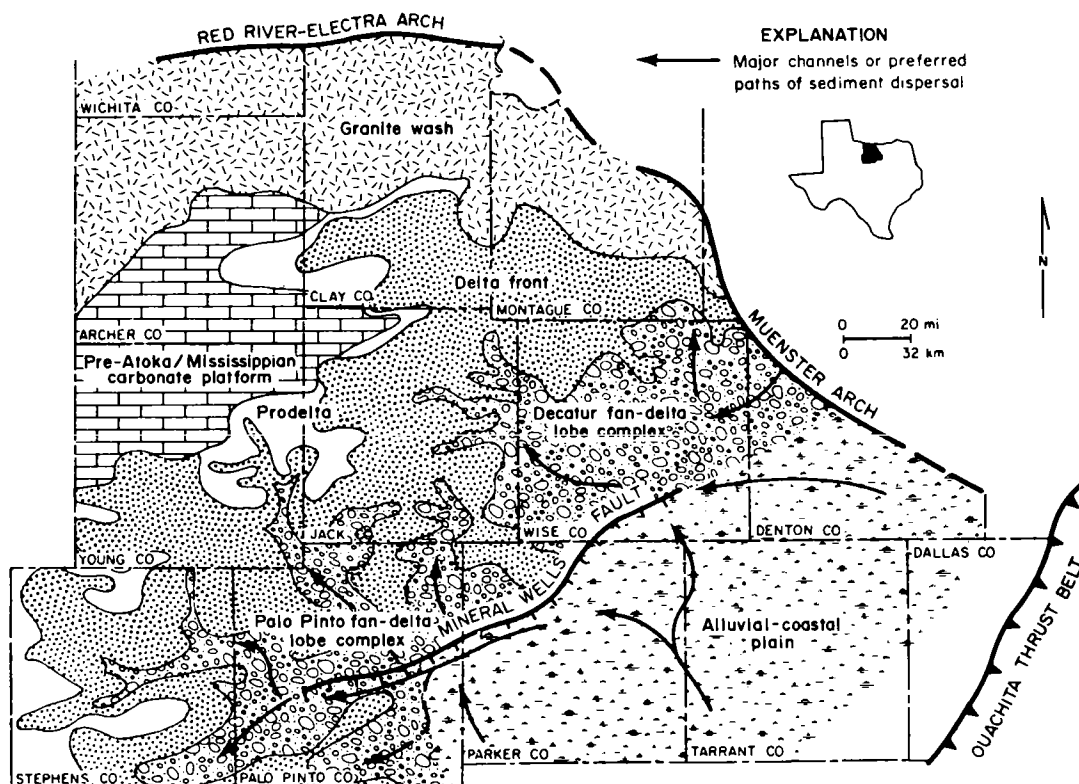 RED RIVER-ELECTRA ARCH
EXPLANATION
Major channels or preferred
paths of sediment dispersal
WICHITA CO
Granite wash
N
Delta front
CLAY CO
MONTAGUE CO
ARCHER CO
0 20 mi
0 32 km
MUENSTER ARCH
Pre-Atoka/Mississippian
carbonate platform
Prodelta
Decatur fan-delta
lobe complex
YOUNG CO
JACK CO
WISE CO
DENTON CO
DALLAS CO
MINERAL WELLS FAULT
Palo Pinto fan-delta
lobe complex
Alluvial-coastal
plain
OUACHITA THRUST BELT
STEPHENS CO
PALO PINTO CO
PARKER CO
TARRANT CO